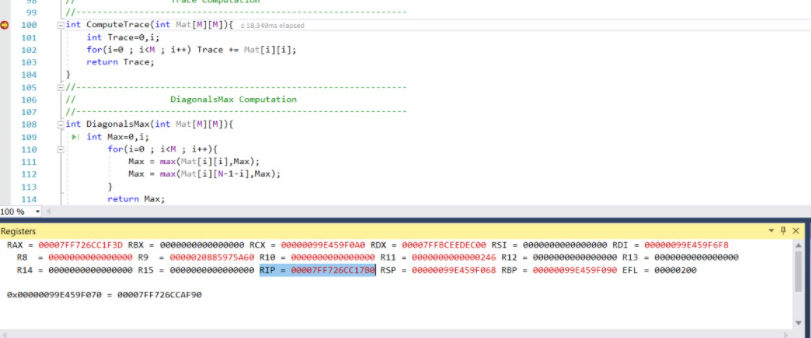 98 // Trace Computation
99 //----------------------------------------------------------------
100 int ComputeTrace(int Mat[M][M]){ ≤ 18,349ms elapsed
101 int Trace=0,i;
102 for(i=0 ; i<M ; i++) Trace += Mat[i][i];
103 return Trace;
104 }
105 //----------------------------------------------------------------
106 // DiagonalsMax Computation
107 //----------------------------------------------------------------
108 int DiagonalsMax(int Mat[M][M]){
109 int Max=0,i;
110 for(i=0 ; i<M ; i++){
111 Max = max(Mat[i][i],Max);
112 Max = max(Mat[i][N-1-i],Max);
113 }
114 return Max;
100 %
Registers
RAX = 00007FF726CC1F3D RBX = 0000000000000000 RCX = 00000099E459F0A0 RDX = 00007FFBCEEDEC00 RSI = 0000000000000000 RDI = 00000099E459F6F8
R8 = 0000000000000000 R9 = 0000020885975A60 R10 = 0000000000000000 R11 = 0000000000000246 R12 = 0000000000000000 R13 = 0000000000000000
R14 = 0000000000000000 R15 = 0000000000000000 RIP = 00007FF726CC17B0 RSP = 00000099E459F068 RBP = 00000099E459F090 EFL = 00000200
0x00000099E459F070 = 00007FF726CCAF90